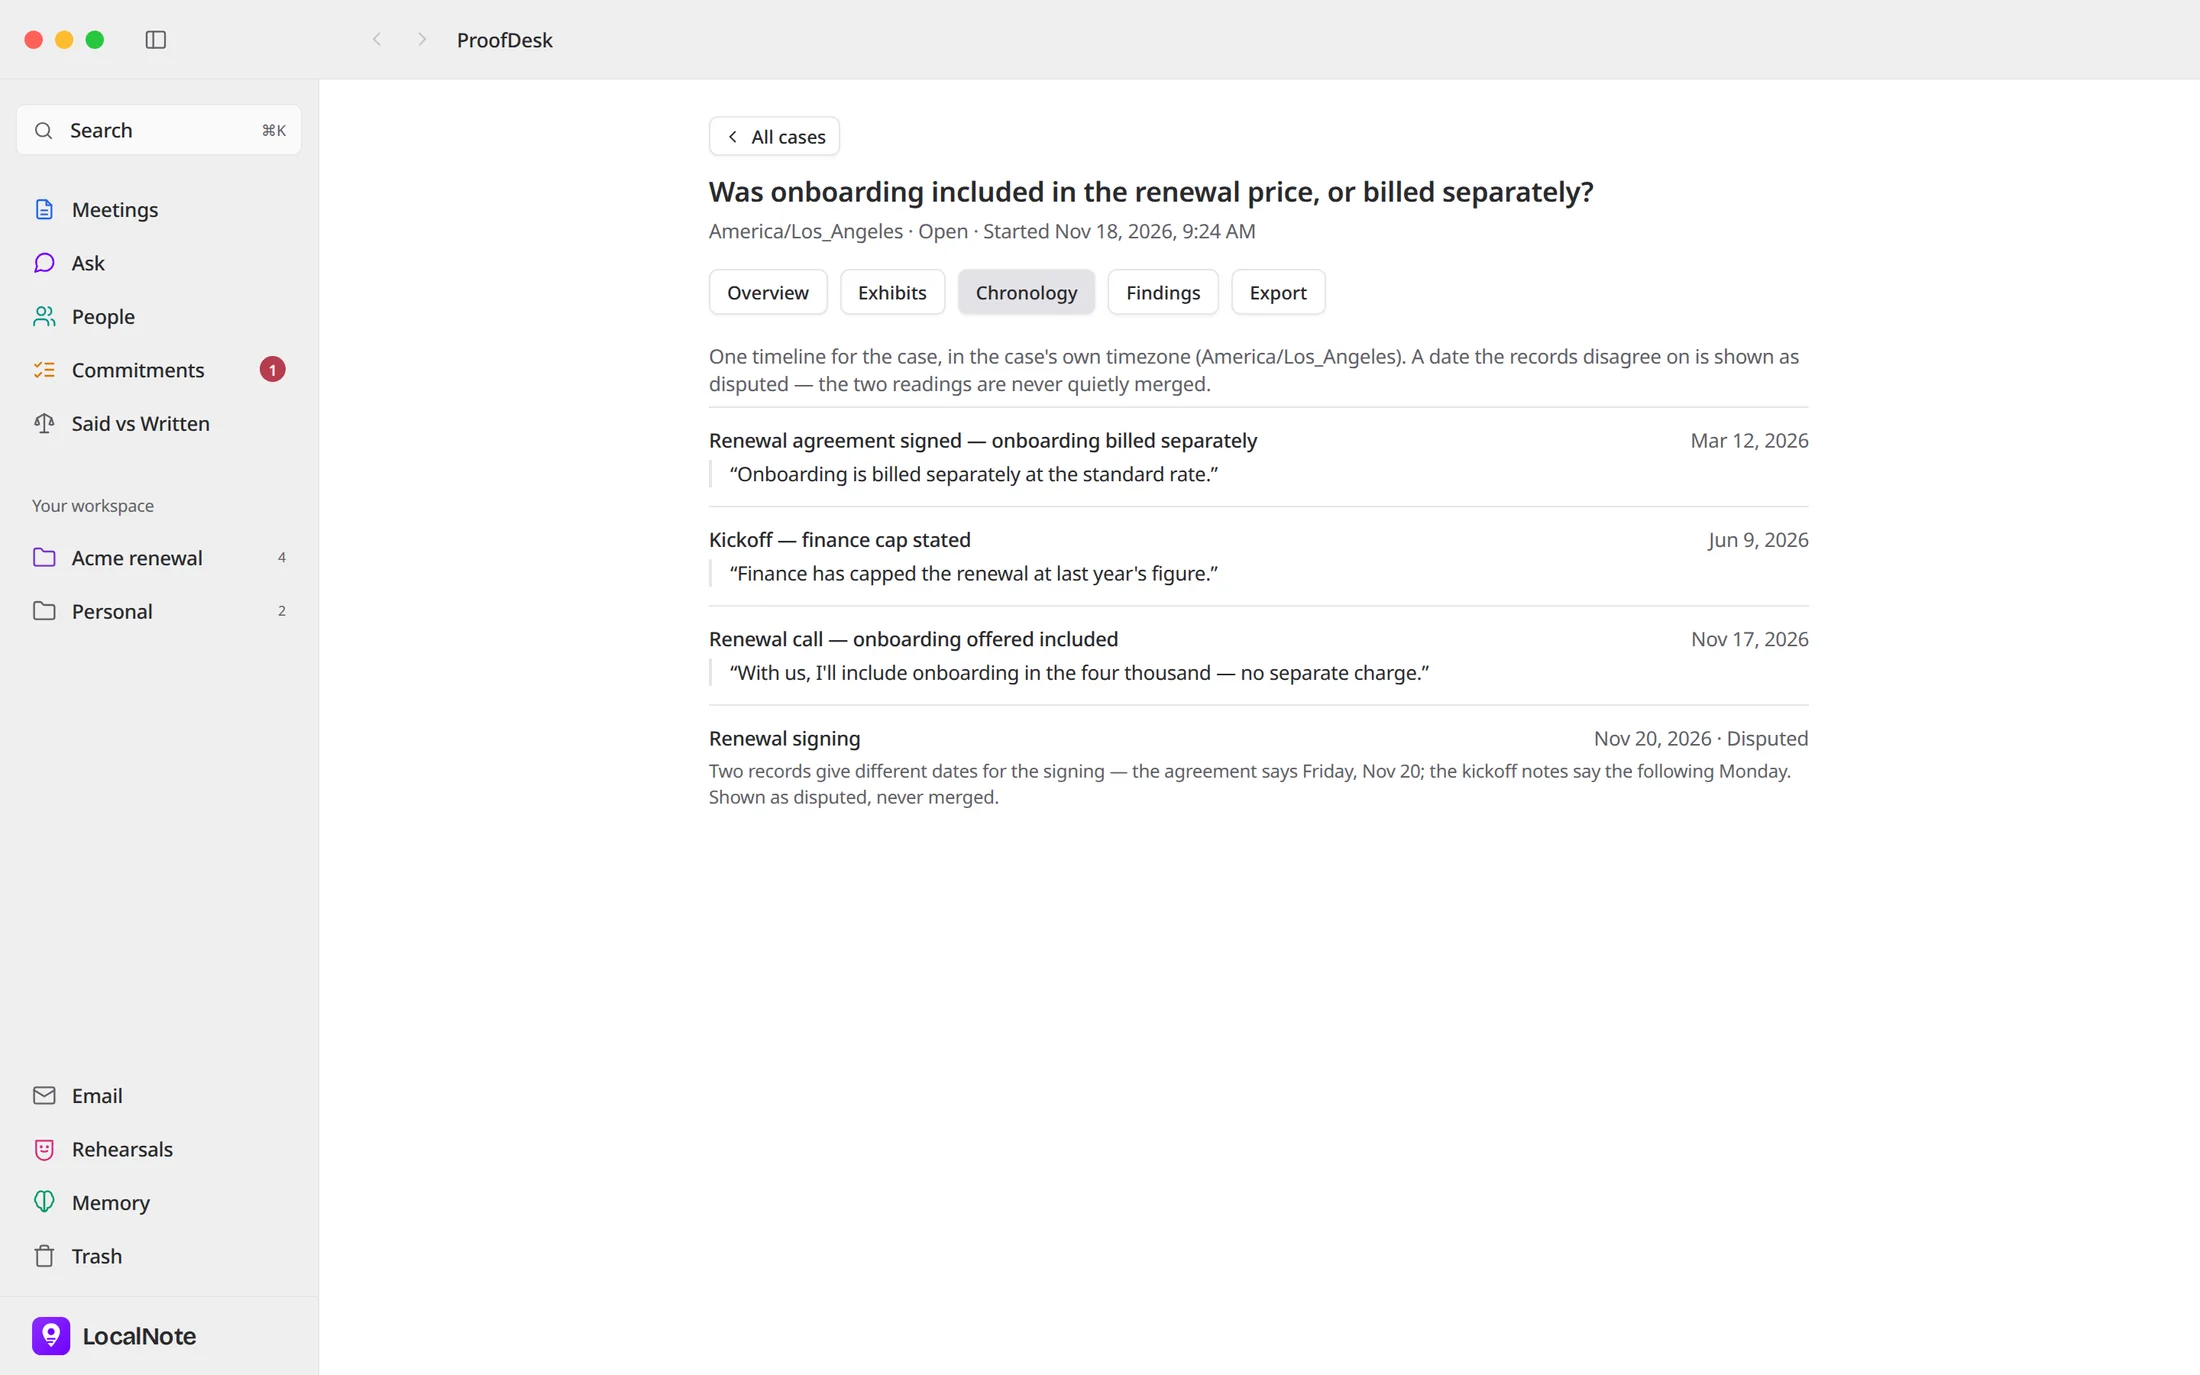 ProofDesk
Search ⌘K
Meetings
Ask
People
Commitments 1
Said vs Written
Your workspace
Acme renewal 4
Personal 2
Email
Rehearsals
Memory
Trash
LocalNote
All cases
Was onboarding included in the renewal price, or billed separately?
America/Los_Angeles · Open · Started Nov 18, 2026, 9:24 AM
Overview Exhibits Chronology Findings Export
One timeline for the case, in the case's own timezone (America/Los_Angeles). A date the records disagree on is shown as
disputed — the two readings are never quietly merged.
Renewal agreement signed — onboarding billed separately Mar 12, 2026
“Onboarding is billed separately at the standard rate.”
Kickoff — finance cap stated Jun 9, 2026
“Finance has capped the renewal at last year's figure.”
Renewal call — onboarding offered included Nov 17, 2026
“With us, I'll include onboarding in the four thousand — no separate charge.”
Renewal signing Nov 20, 2026 · Disputed
Two records give different dates for the signing — the agreement says Friday, Nov 20; the kickoff notes say the following Monday.
Shown as disputed, never merged.